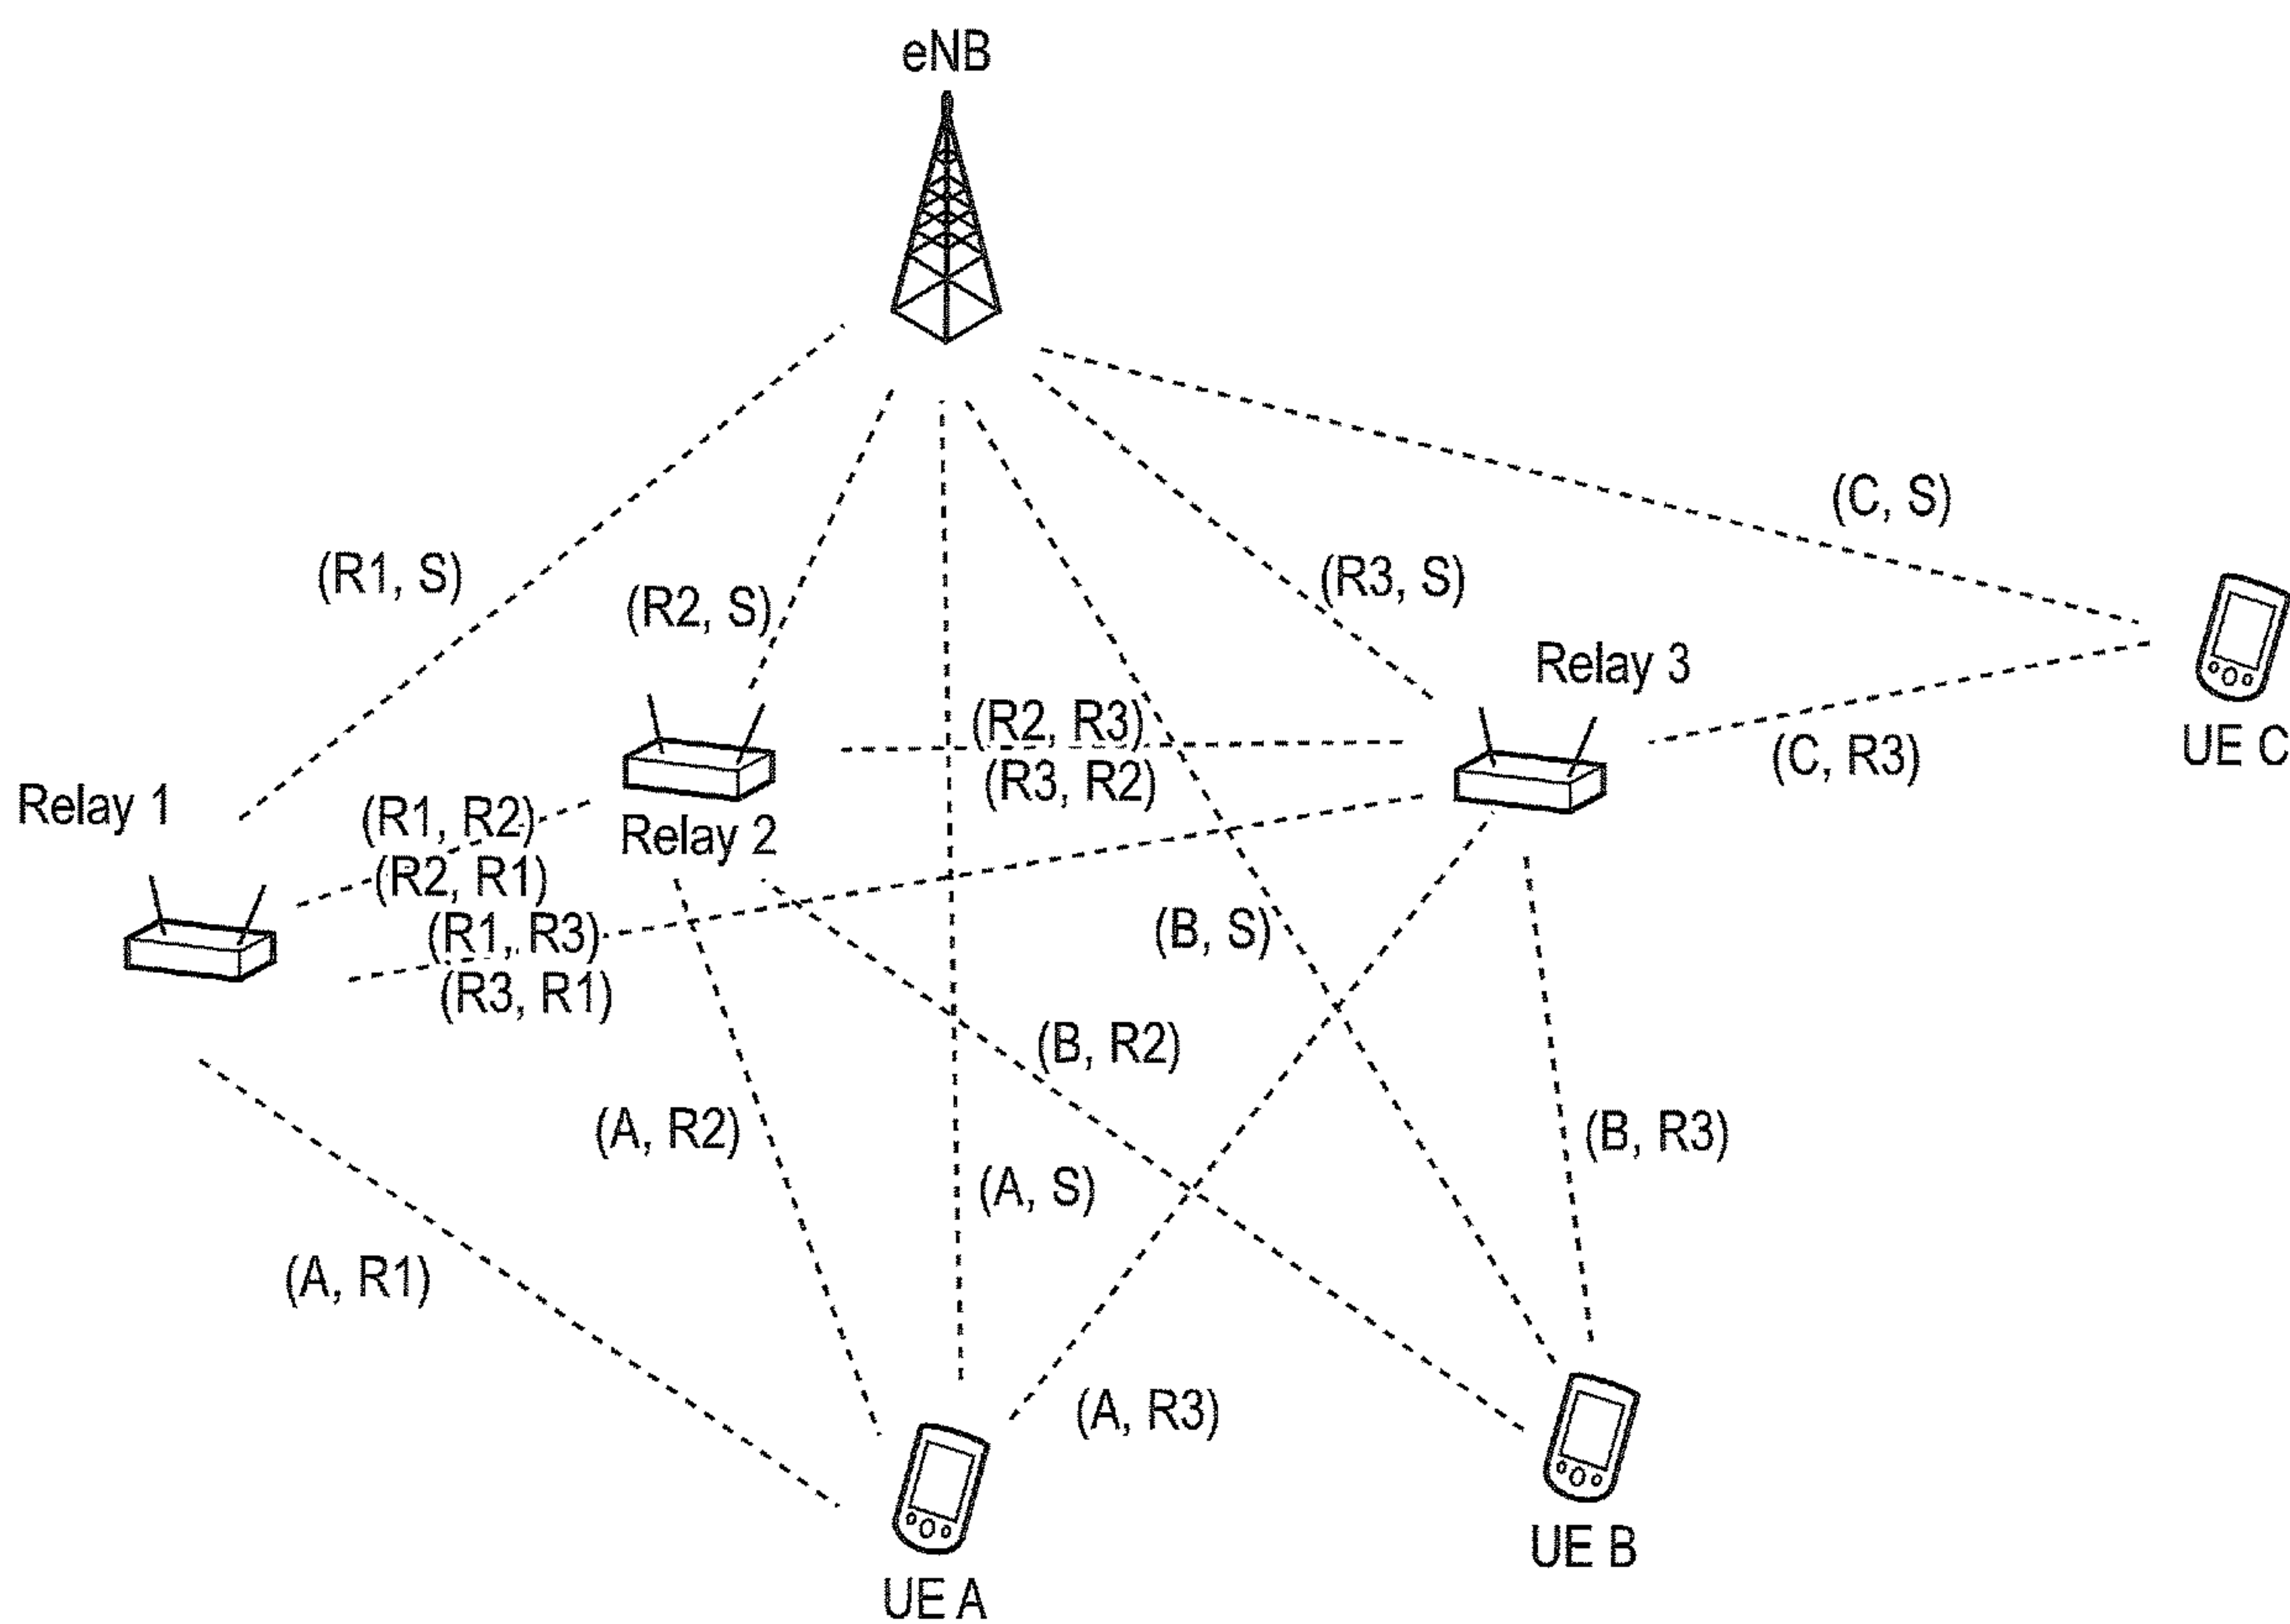 eNB
(C, S)
(R1, S)
(R2, S)
(R3, S)
Relay 3
(R2, R3)
(R3, R2)
(C, R3)
UE C
Relay 1
(R1, R2)
Relay 2
(R2, R1)
(R1, R3)
(R3, R1)
(B, S)
(B, R2)
(A, R2)
(B, R3)
(A, S)
(A, R1)
(A, R3)
UE B
UE A